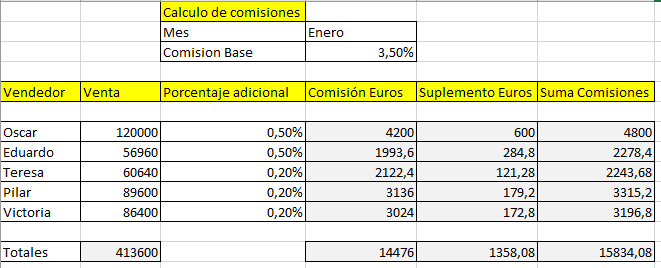 Calculo de comisiones
Mes Enero
Comision Base 3,50%
Vendedor Venta Porcentaje adicional Comisión Euros Suplemento Euros Suma Comisiones
Oscar 120000 0,50% 4200 600 4800
Eduardo 56960 0,50% 1993,6 284,8 2278,4
Teresa 60640 0,20% 2122,4 121,28 2243,68
Pilar 89600 0,20% 3136 179,2 3315,2
Victoria 86400 0,20% 3024 172,8 3196,8
Totales 413600 14476 1358,08 15834,08